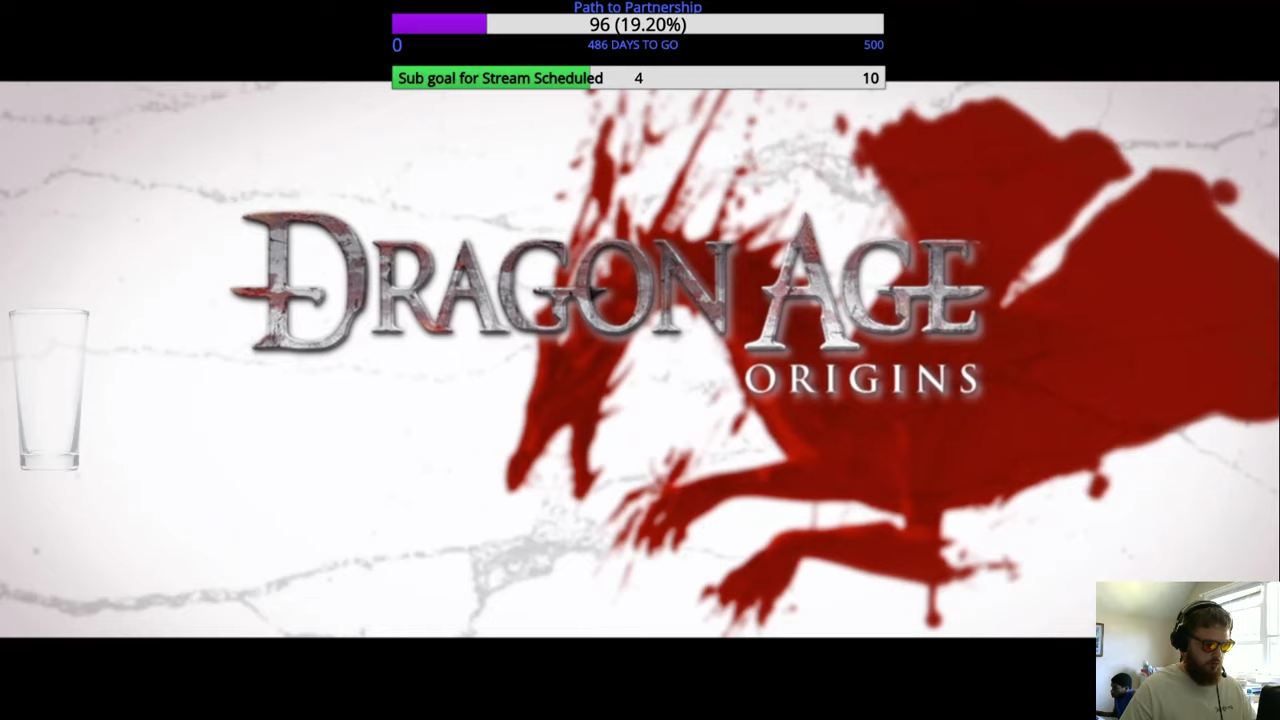 Path to Partnership
96 (19.20%)
0 486 DAYS TO GO 500
Sub goal for Stream Scheduled 4 10
DRAGON AGE
ORIGINS